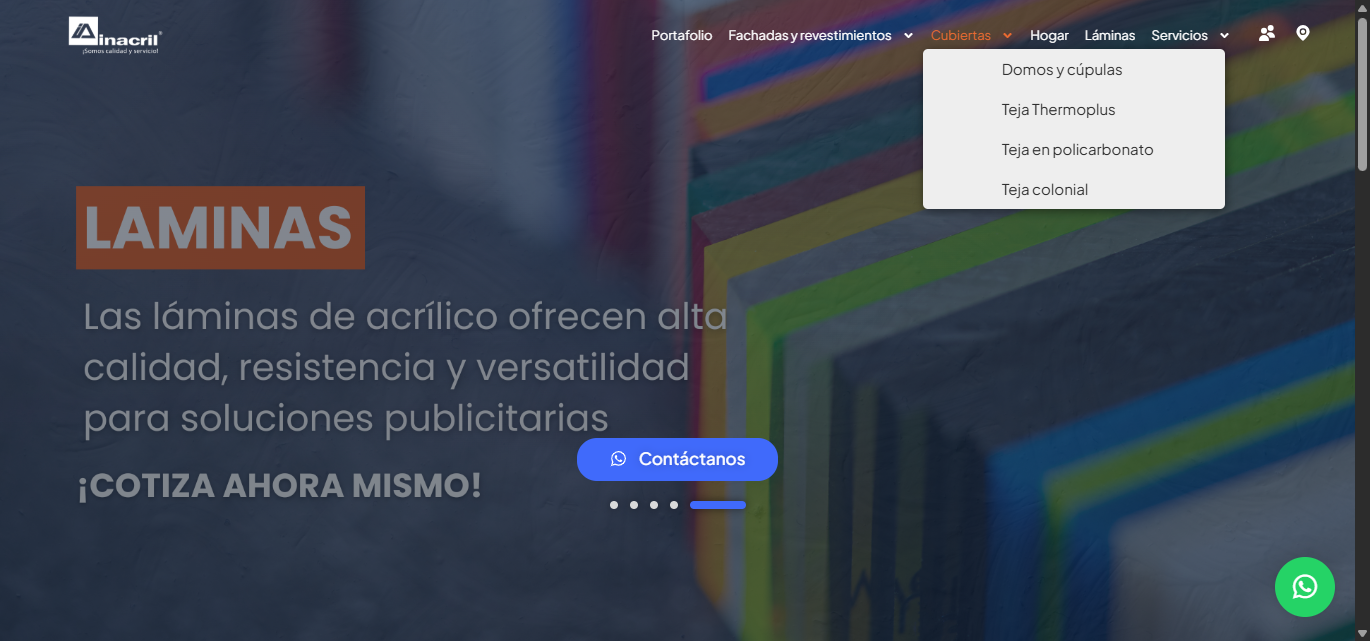 inacril
¡Somos calidad y servicio!
Portafolio
Fachadas y revestimientos
Cubiertas
Hogar
Láminas
Servicios
Domos y cúpulas
Teja Thermoplus
Teja en policarbonato
Teja colonial
LAMINAS
Las láminas de acrílico ofrecen alta
calidad, resistencia y versatilidad
para soluciones publicitarias
¡COTIZA AHORA MISMO!
Contáctanos